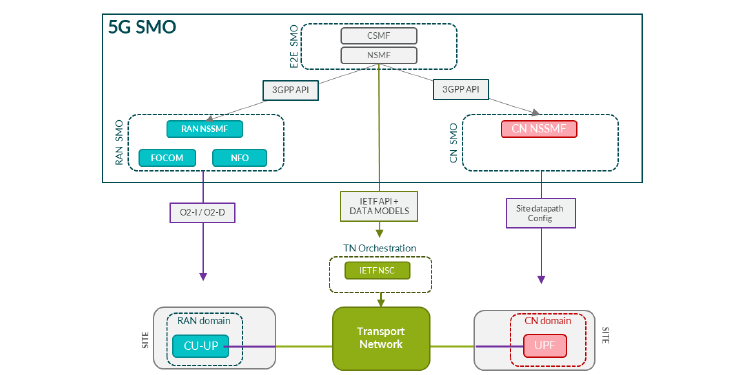 5G SMO
E2E SMO
CSMF
NSMF
3GPP API
3GPP API
RAN SMO
RAN NSSMF
FOCOM
NFO
CN SMO
CN NSSMF
O2-I / O2-D
IETF API +
DATA MODELS
Site datapath
Config
TN Orchestration
IETF NSC
SITE
RAN domain
CU-UP
Transport
Network
CN domain
UPF
SITE